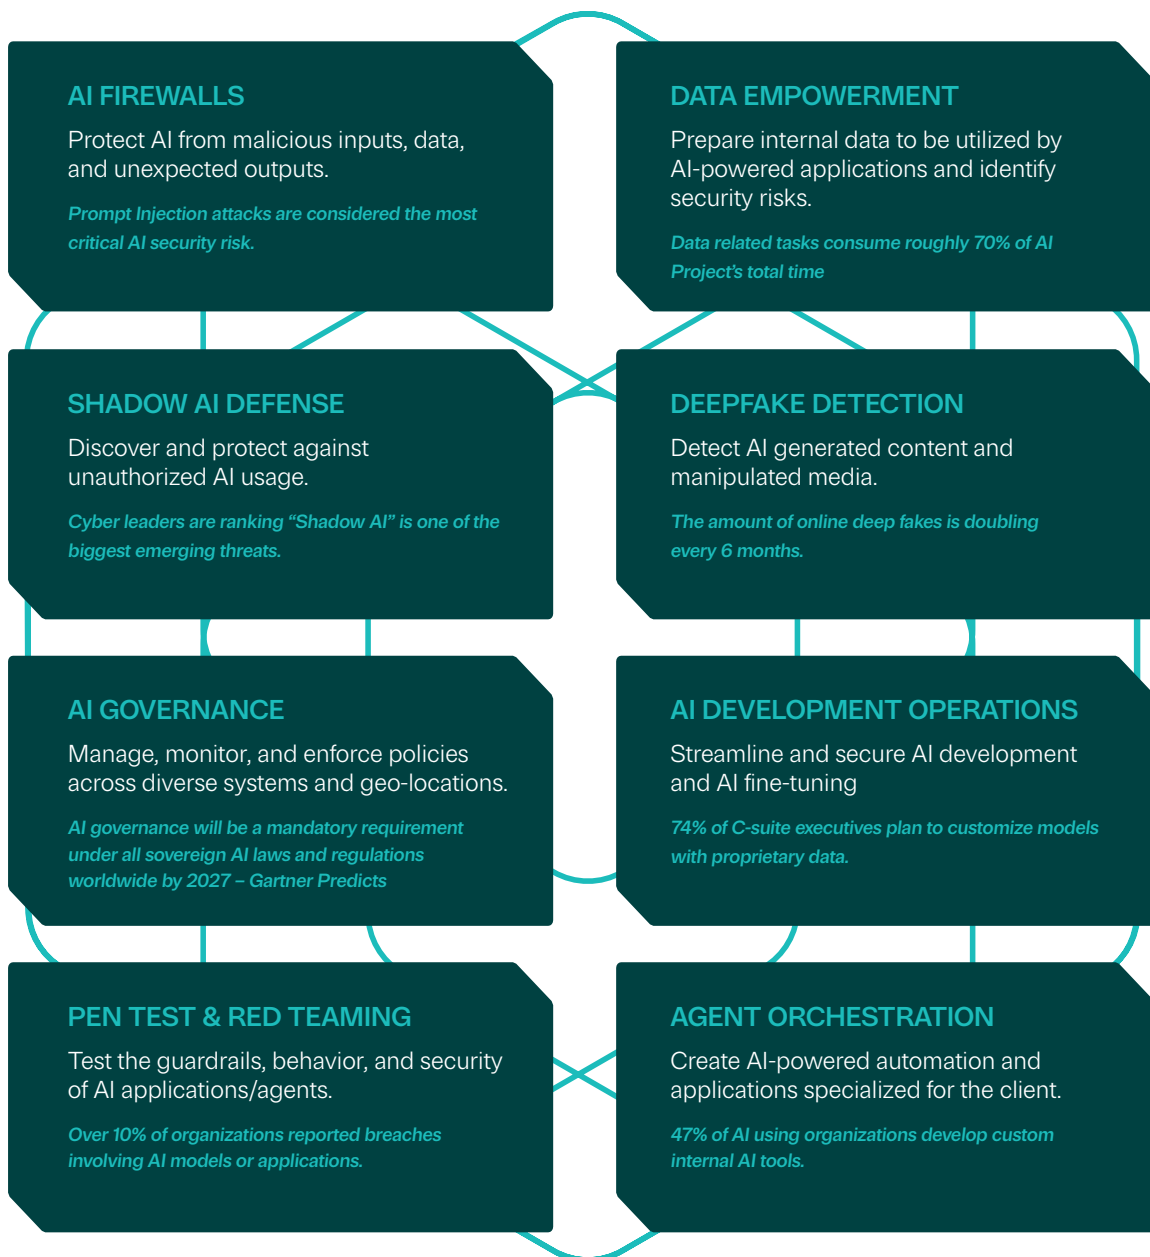 AI FIREWALLS
Protect AI from malicious inputs, data,
and unexpected outputs.
Prompt Injection attacks are considered the most
critical AI security risk.
DATA EMPOWERMENT
Prepare internal data to be utilized by
AI-powered applications and identify
security risks.
Data related tasks consume roughly 70% of AI
Project's total time
SHADOW AI DEFENSE
Discover and protect against
unauthorized AI usage.
Cyber leaders are ranking “Shadow AI” is one of the
biggest emerging threats.
DEEPFAKE DETECTION
Detect AI generated content and
manipulated media.
The amount of online deep fakes is doubling
every 6 months.
AI GOVERNANCE
Manage, monitor, and enforce policies
across diverse systems and geo-locations.
AI governance will be a mandatory requirement
under all sovereign AI laws and regulations
worldwide by 2027 – Gartner Predicts
AI DEVELOPMENT OPERATIONS
Streamline and secure AI development
and AI fine-tuning
74% of C-suite executives plan to customize models
with proprietary data.
PEN TEST & RED TEAMING
Test the guardrails, behavior, and security
of AI applications/agents.
Over 10% of organizations reported breaches
involving AI models or applications.
AGENT ORCHESTRATION
Create AI-powered automation and
applications specialized for the client.
47% of AI using organizations develop custom
internal AI tools.